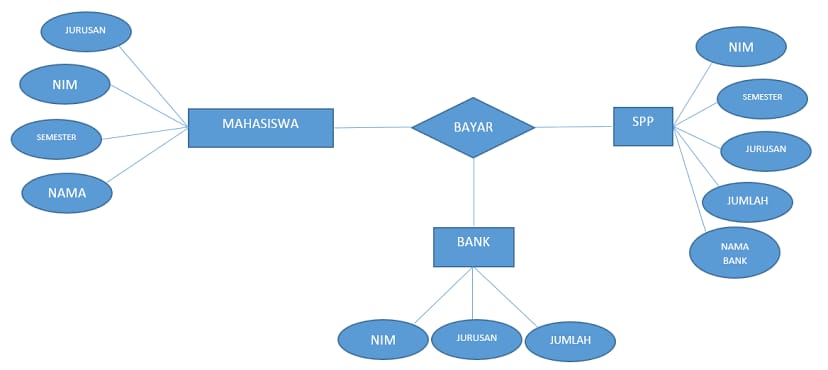 JURUSAN
NIM
SEMESTER
NAMA
MAHASISWA
BAYAR
SPP
NIM
SEMESTER
JURUSAN
JUMLAH
NAMA
BANK
BANK
NIM
JURUSAN
JUMLAH